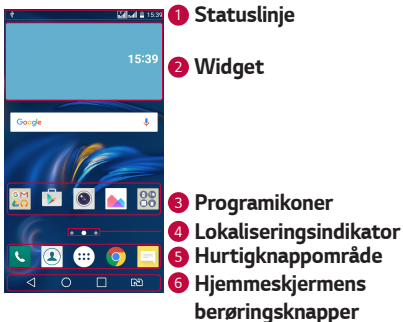 15:39
1 Statuslinje
15:39
2 Widget
Google
3 Programikoner
4 Lokaliseringsindikator
5 Hurtigknappområde
6 Hjemmeskjermens
berøringsknapper